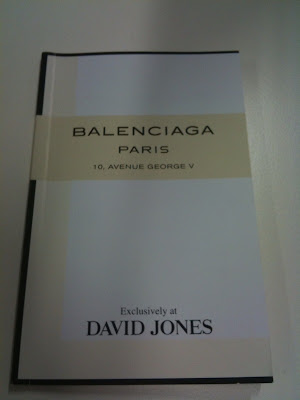 BALENCIAGA
PARIS
10, AVENUE GEORGE V
Exclusively at
DAVID JONES